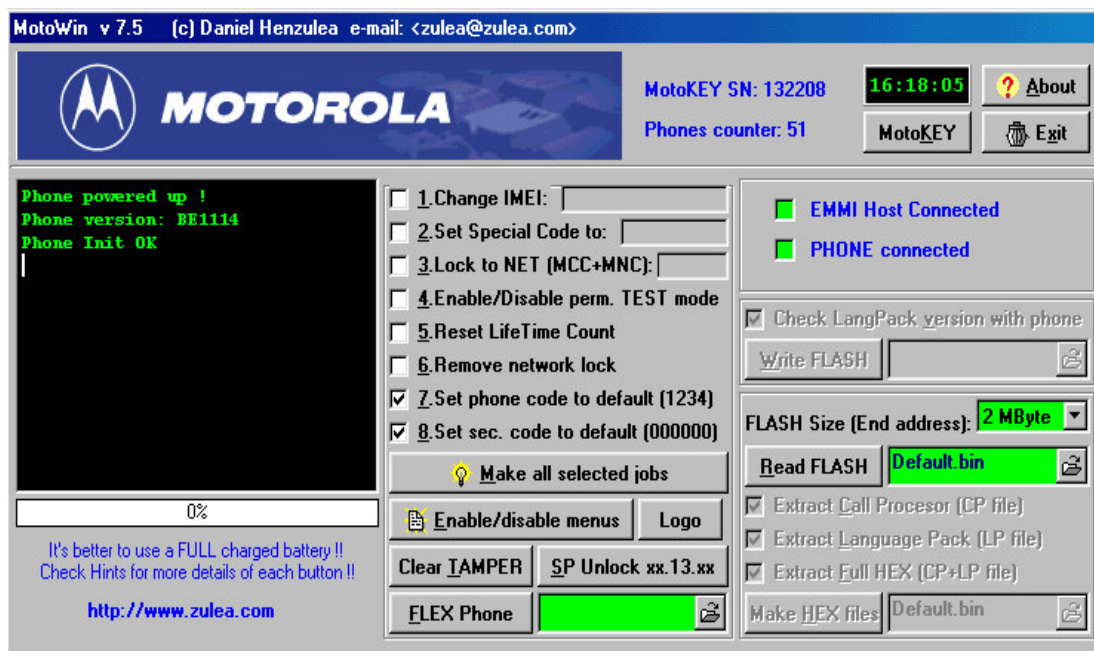 MotoWin v 7.5 (c) Daniel Henzulea e-mail: <zulea@zulea.com>
MOTOROLA
MotoKEY SN: 132208
Phones counter: 51
16:18:05
About
MotoKEY
Exit
Phone powered up !
Phone version: BE1114
Phone Init OK
0%
It's better to use a FULL charged battery !!
Check Hints for more details of each button !!
http://www.zulea.com
1.Change IMEI:
2.Set Special Code to:
3.Lock to NET (MCC+MNC):
4.Enable/Disable perm. TEST mode
5.Reset LifeTime Count
6.Remove network lock
7.Set phone code to default (1234)
8.Set sec. code to default (000000)
Make all selected jobs
Enable/disable menus
Logo
Clear TAMPER
SP Unlock xx.13.xx
FLEX Phone
EMMI Host Connected
PHONE connected
Check LangPack version with phone
Write FLASH
FLASH Size (End address): 2 MByte
Read FLASH
Default.bin
Extract Call Procesor (CP file)
Extract Language Pack (LP file)
Extract Full HEX (CP+LP file)
Make HEX files
Default.bin